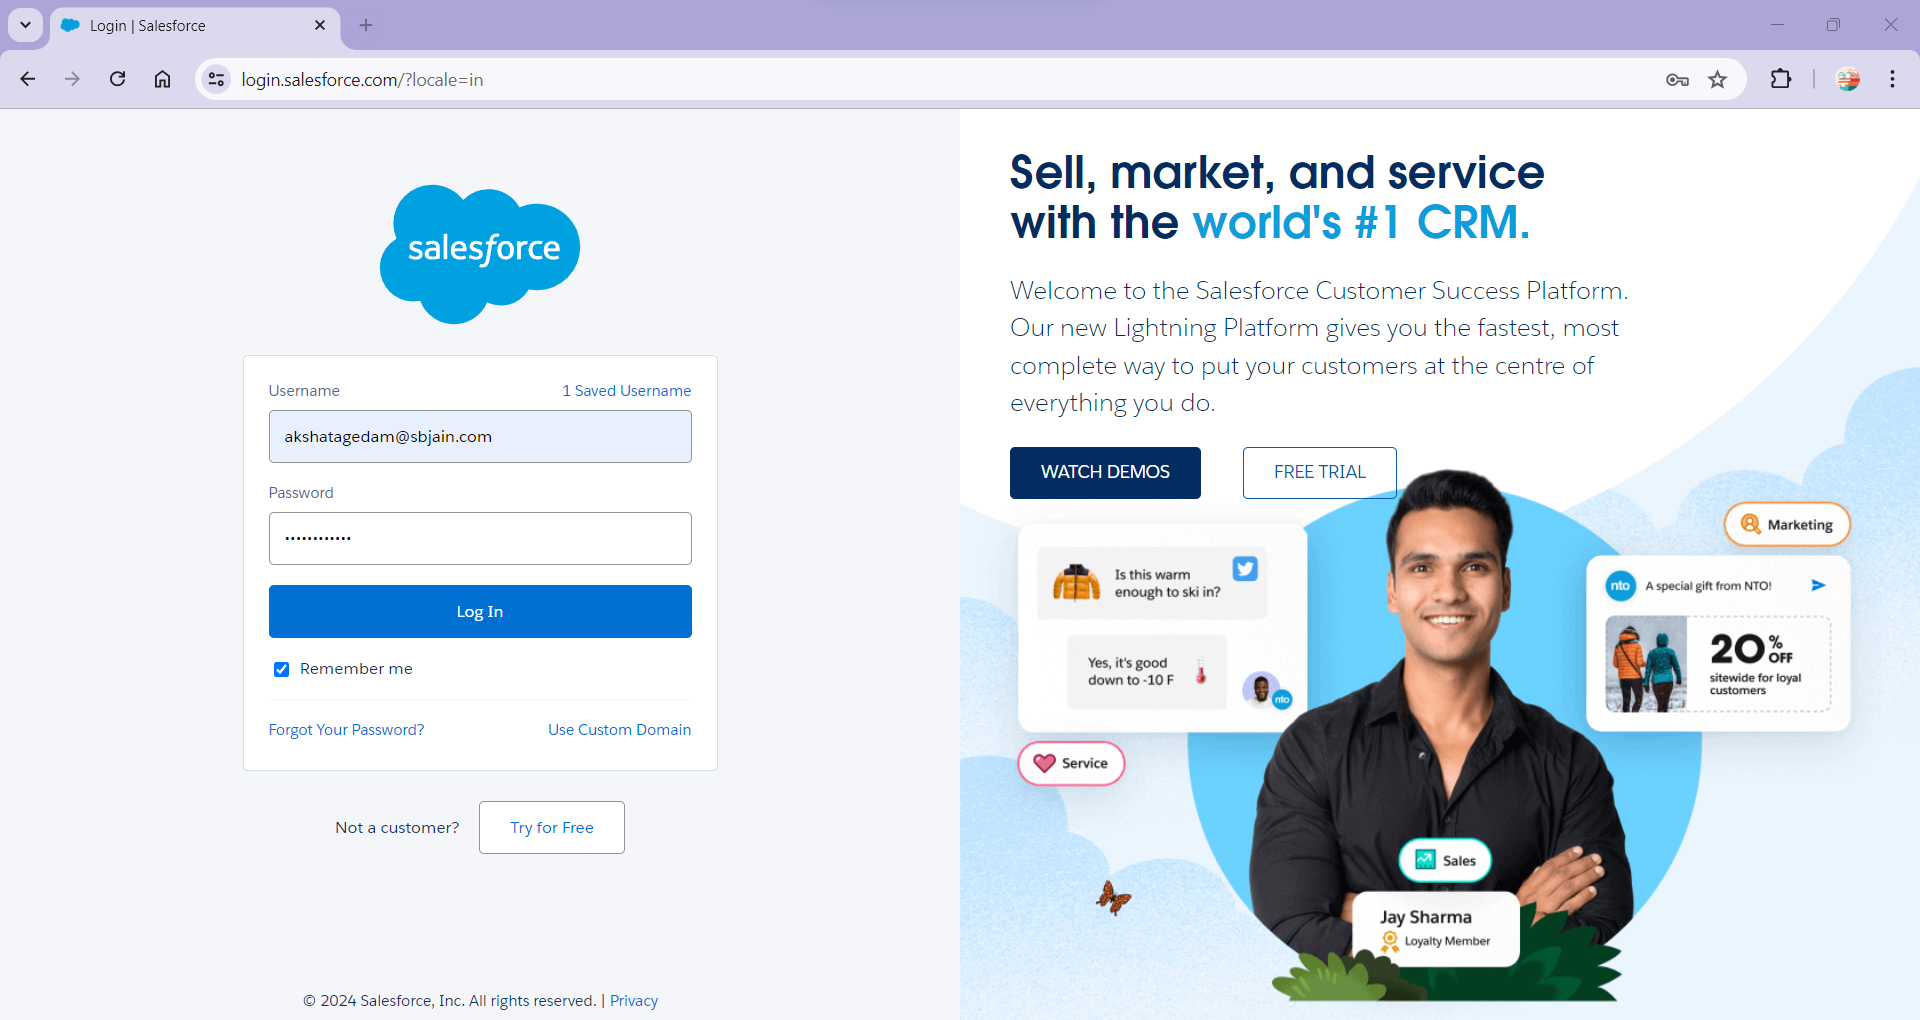 Login | Salesforce
login.salesforce.com/?locale=in
salesforce
Username
1 Saved Username
akshatagedam@sbjain.com
Password
••••••••••••
Log In
Remember me
Forgot Your Password?
Use Custom Domain
Not a customer?
Try for Free
© 2024 Salesforce, Inc. All rights reserved. | Privacy
Sell, market, and service
with the world's #1 CRM.
Welcome to the Salesforce Customer Success Platform.
Our new Lightning Platform gives you the fastest, most
complete way to put your customers at the centre of
everything you do.
WATCH DEMOS
FREE TRIAL
Is this warm
enough to ski in?
Yes, it's good
down to -10 F
nto
Service
Marketing
nto
A special gift from NTO!
20% OFF
sitewide for loyal
customers
Sales
Jay Sharma
Loyalty Member